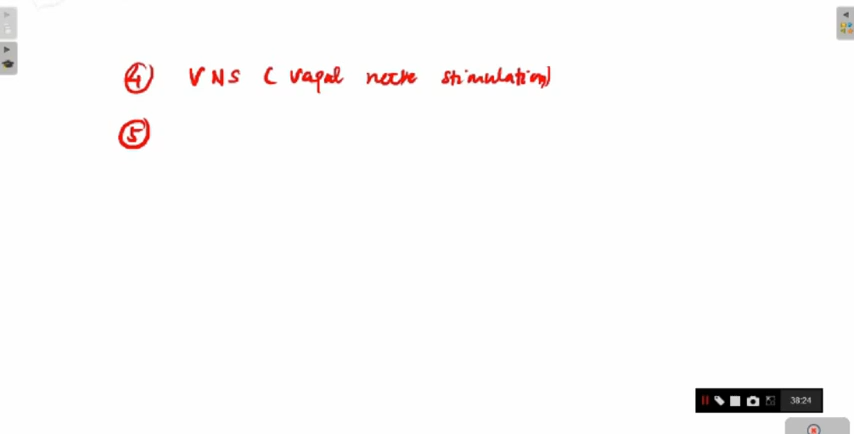 ④ VNS (vagal nerve stimulation)
⑤
38:24